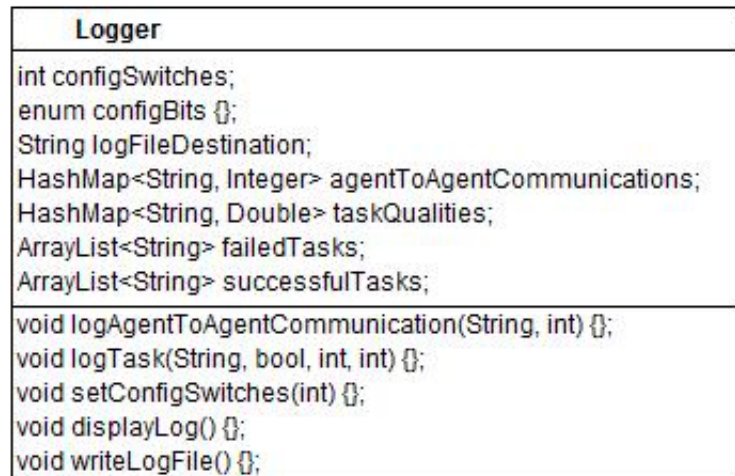 Logger
int configSwitches;
enum configBits {};
String logFileDestination;
HashMap<String, Integer> agentToAgentCommunications;
HashMap<String, Double> taskQualities;
ArrayList<String> failedTasks;
ArrayList<String> successfulTasks;
void logAgentToAgentCommunication(String, int) {};
void logTask(String, bool, int, int) {};
void setConfigSwitches(int) {};
void displayLog() {};
void writeLogFile() {};